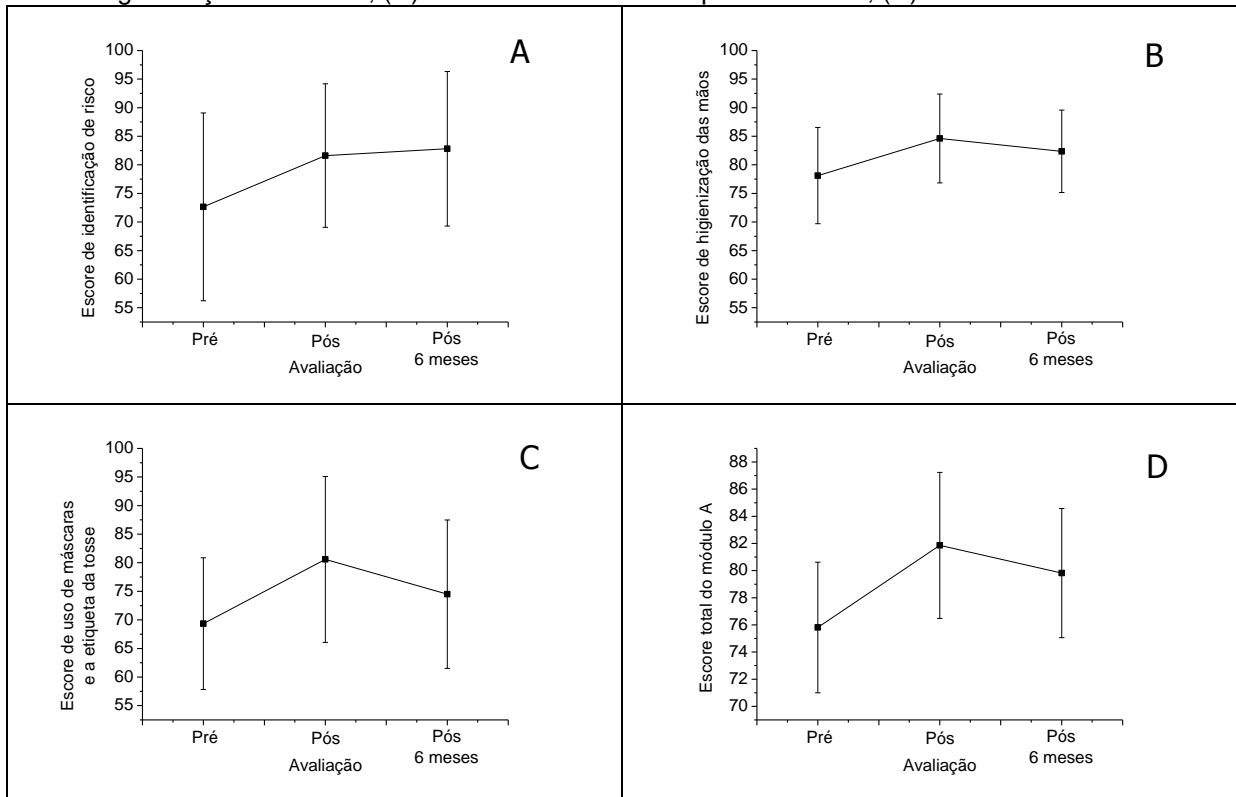 A
Escore de identificação de risco
100
95
90
85
80
75
70
65
60
55
Pré
Pós
Pós
6 meses
Avaliação
B
Escore de higienização das mãos
100
95
90
85
80
75
70
65
60
55
Pré
Pós
Pós
6 meses
Avaliação
C
Escore de uso de máscaras
e a etiqueta da tosse
100
95
90
85
80
75
70
65
60
55
Pré
Pós
Pós
6 meses
Avaliação
D
Escore total do módulo A
88
86
84
82
80
78
76
74
72
70
Pré
Pós
Pós
6 meses
Avaliação